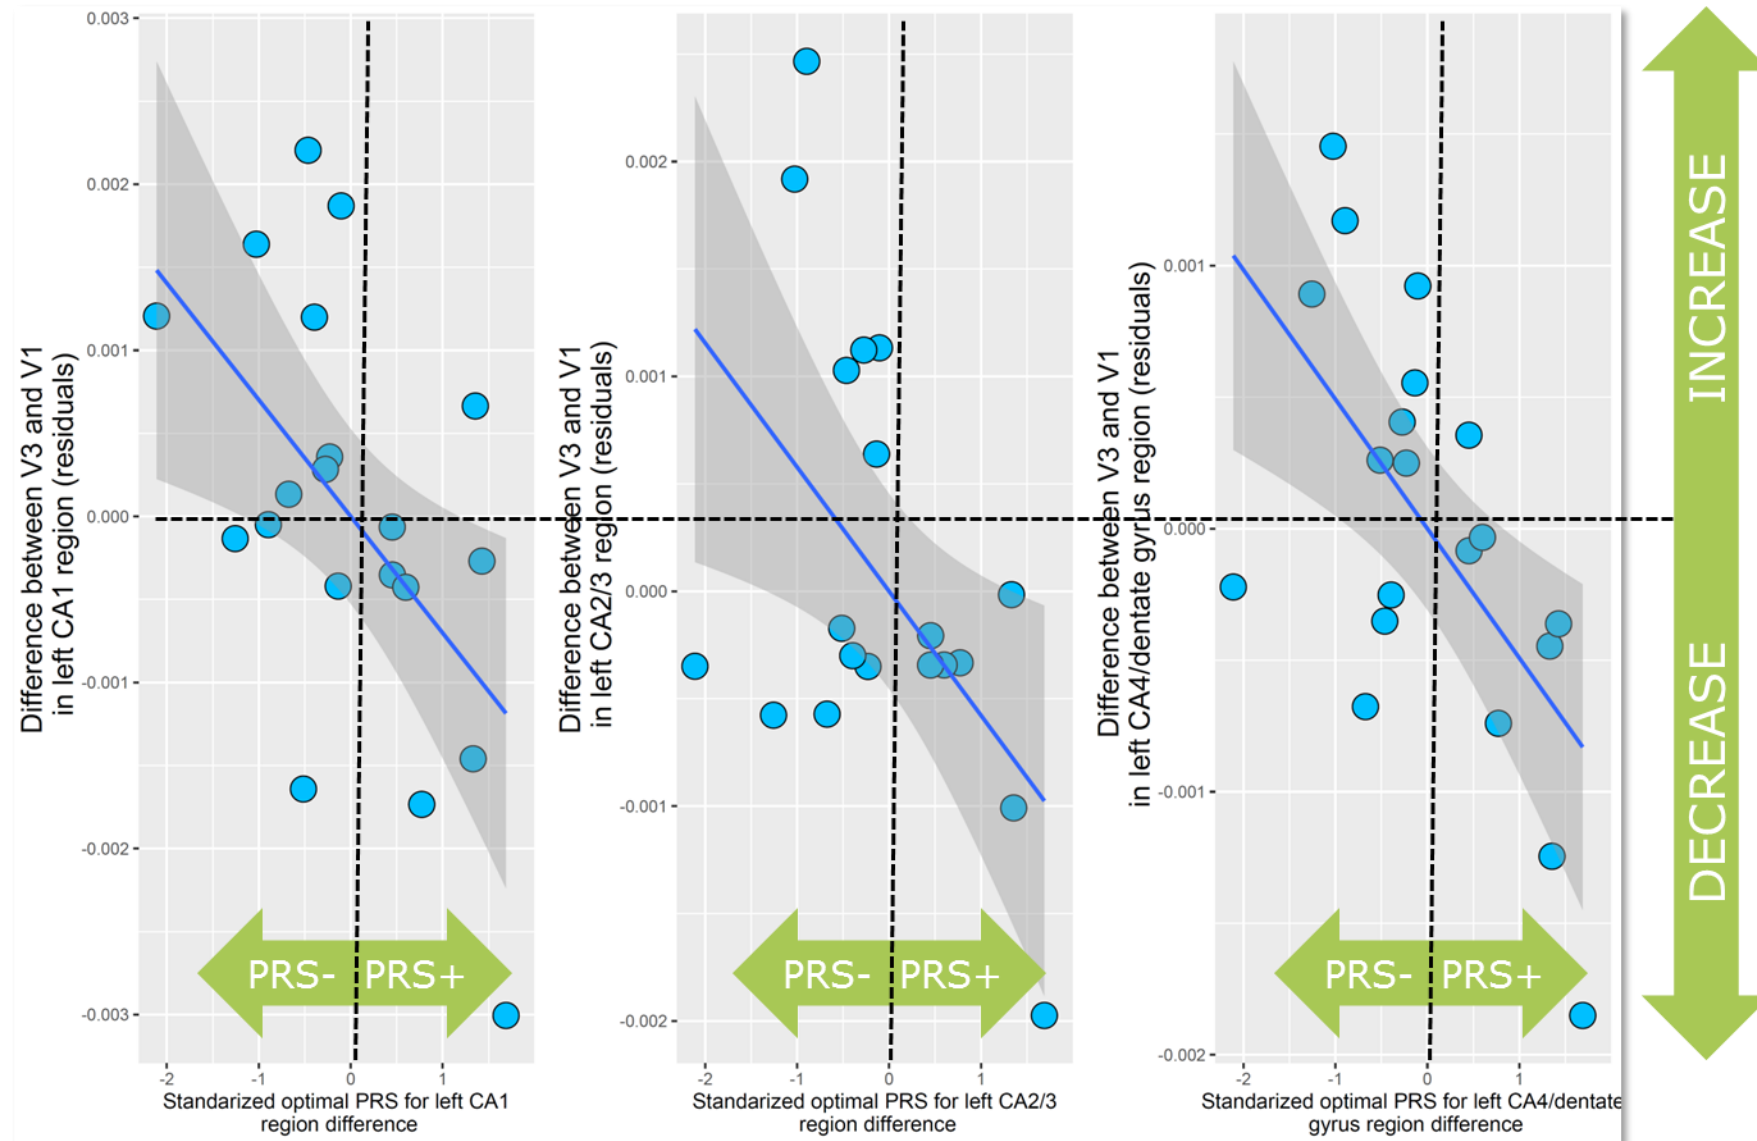 Difference between V3 and V1
in left CA1 region (residuals)
0.003
0.002
0.001
0.000
-0.001
-0.002
-0.003
PRS- PRS+
-2 -1 0 1
Standarized optimal PRS for left CA1
region difference
Difference between V3 and V1
in left CA2/3 region (residuals)
0.002
0.001
0.000
-0.001
-0.002
PRS- PRS+
-2 -1 0 1
Standarized optimal PRS for left CA2/3
region difference
Difference between V3 and V1
in left CA4/dentate gyrus region (residuals)
0.001
0.000
-0.001
-0.002
PRS- PRS+
-2 -1 0 1
Standarized optimal PRS for left CA4/dentate
gyrus region difference
INCREASE
DECREASE